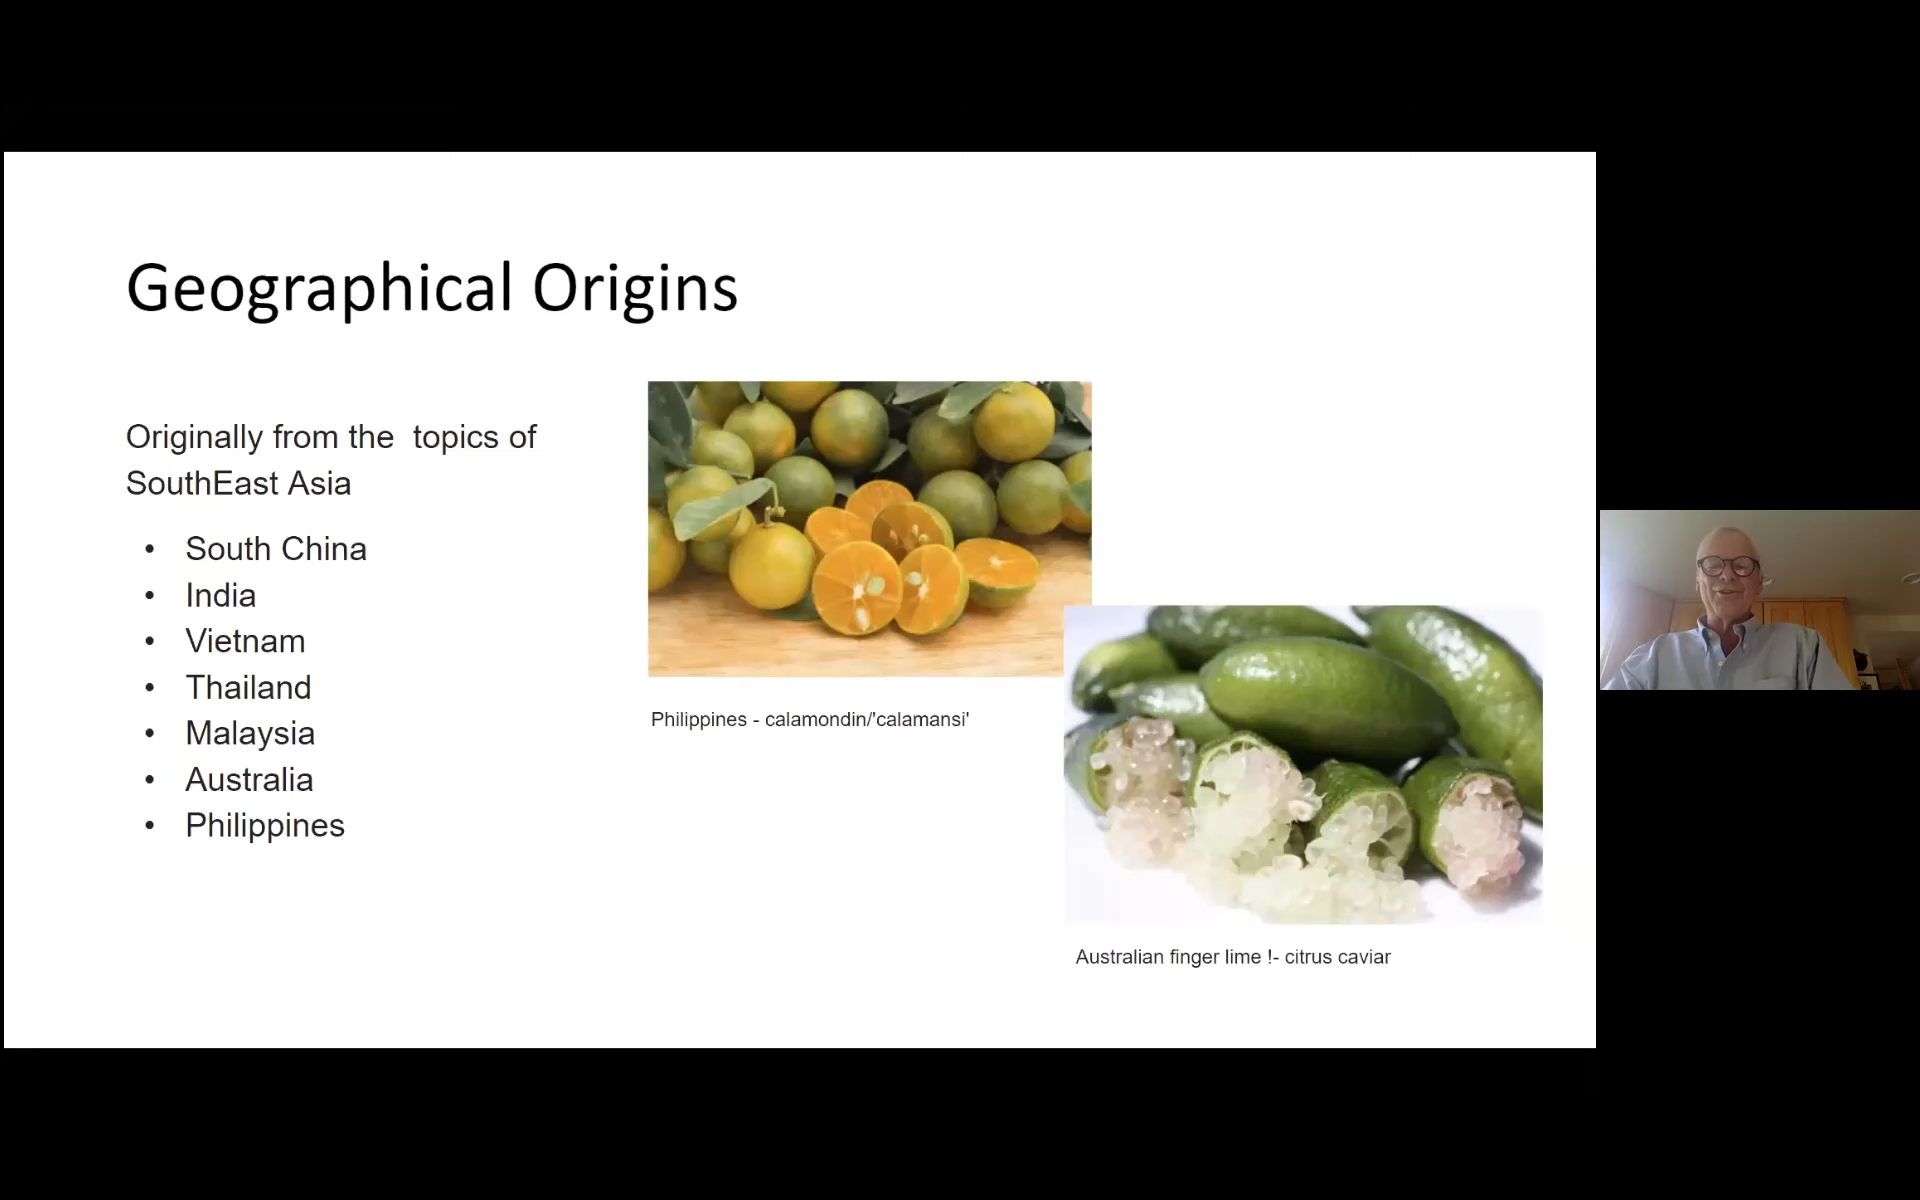 Geographical Origins
Originally from the  topics of
SouthEast Asia
• South China
• India
• Vietnam
• Thailand
• Malaysia
• Australia
• Philippines
Philippines - calamondin/'calamansi'
Australian finger lime !- citrus caviar